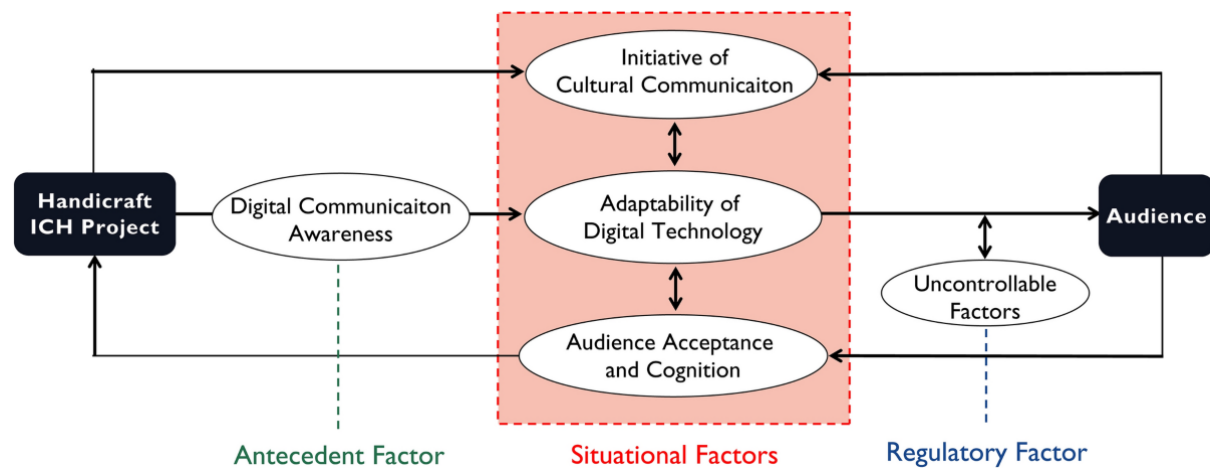 Initiative of
Cultural Communicaiton
Handicraft
ICH Project
Digital Communicaiton
Awareness
Adaptability of
Digital Technology
Audience
Uncontrollable
Factors
Audience Acceptance
and Cognition
Antecedent Factor
Situational Factors
Regulatory Factor